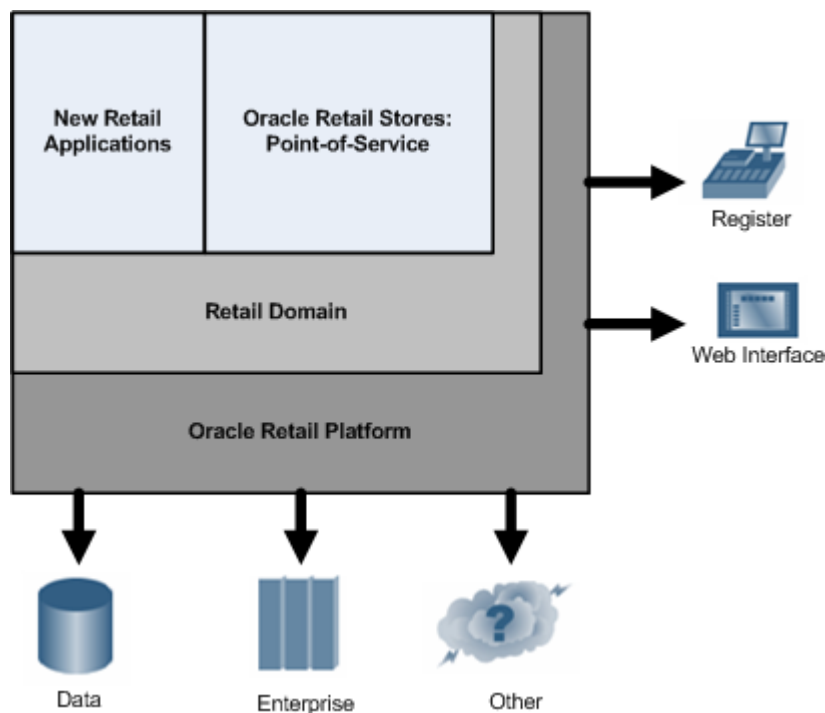 New Retail
Applications
Oracle Retail Stores:
Point-of-Service
Register
Retail Domain
Web Interface
Oracle Retail Platform
?
Data
Enterprise
Other